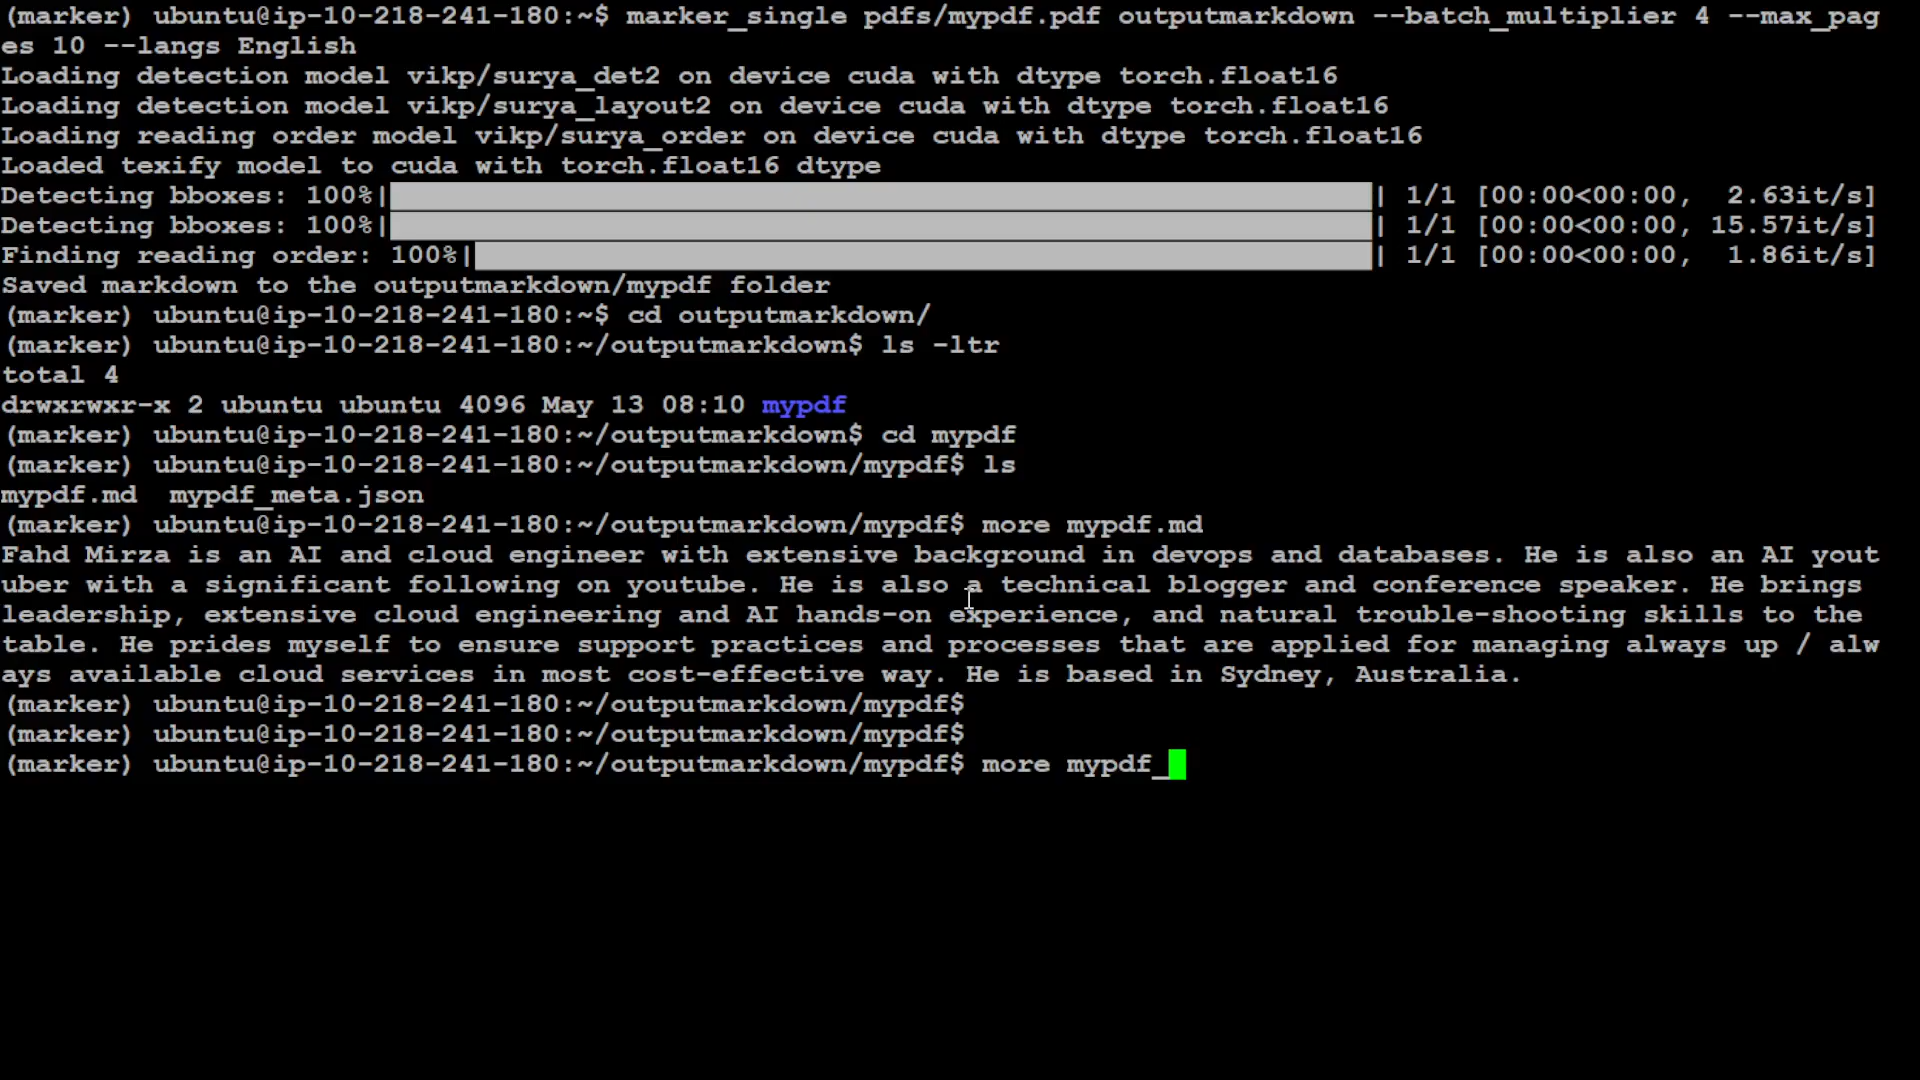 (marker) ubuntu@ip-10-218-241-180:~$ marker_single pdfs/mypdf.pdf outputmarkdown --batch_multiplier 4 --max_pag
es 10 --langs English
Loading detection model vikp/surya_det2 on device cuda with dtype torch.float16
Loading detection model vikp/surya_layout2 on device cuda with dtype torch.float16
Loading reading order model vikp/surya_order on device cuda with dtype torch.float16
Loaded texify model to cuda with torch.float16 dtype
Detecting bboxes: 100%| | 1/1 [00:00<00:00,  2.63it/s]
Detecting bboxes: 100%| | 1/1 [00:00<00:00, 15.57it/s]
Finding reading order: 100%| | 1/1 [00:00<00:00,  1.86it/s]
Saved markdown to the outputmarkdown/mypdf folder
(marker) ubuntu@ip-10-218-241-180:~$ cd outputmarkdown/
(marker) ubuntu@ip-10-218-241-180:~/outputmarkdown$ ls -ltr
total 4
drwxrwxr-x 2 ubuntu ubuntu 4096 May 13 08:10 mypdf
(marker) ubuntu@ip-10-218-241-180:~/outputmarkdown$ cd mypdf
(marker) ubuntu@ip-10-218-241-180:~/outputmarkdown/mypdf$ ls
mypdf.md  mypdf_meta.json
(marker) ubuntu@ip-10-218-241-180:~/outputmarkdown/mypdf$ more mypdf.md
Fahd Mirza is an AI and cloud engineer with extensive background in devops and databases. He is also an AI yout
uber with a significant following on youtube. He is also a technical blogger and conference speaker. He brings
leadership, extensive cloud engineering and AI hands-on experience, and natural trouble-shooting skills to the
table. He prides myself to ensure support practices and processes that are applied for managing always up / alw
ays available cloud services in most cost-effective way. He is based in Sydney, Australia.
(marker) ubuntu@ip-10-218-241-180:~/outputmarkdown/mypdf$
(marker) ubuntu@ip-10-218-241-180:~/outputmarkdown/mypdf$
(marker) ubuntu@ip-10-218-241-180:~/outputmarkdown/mypdf$ more mypdf_